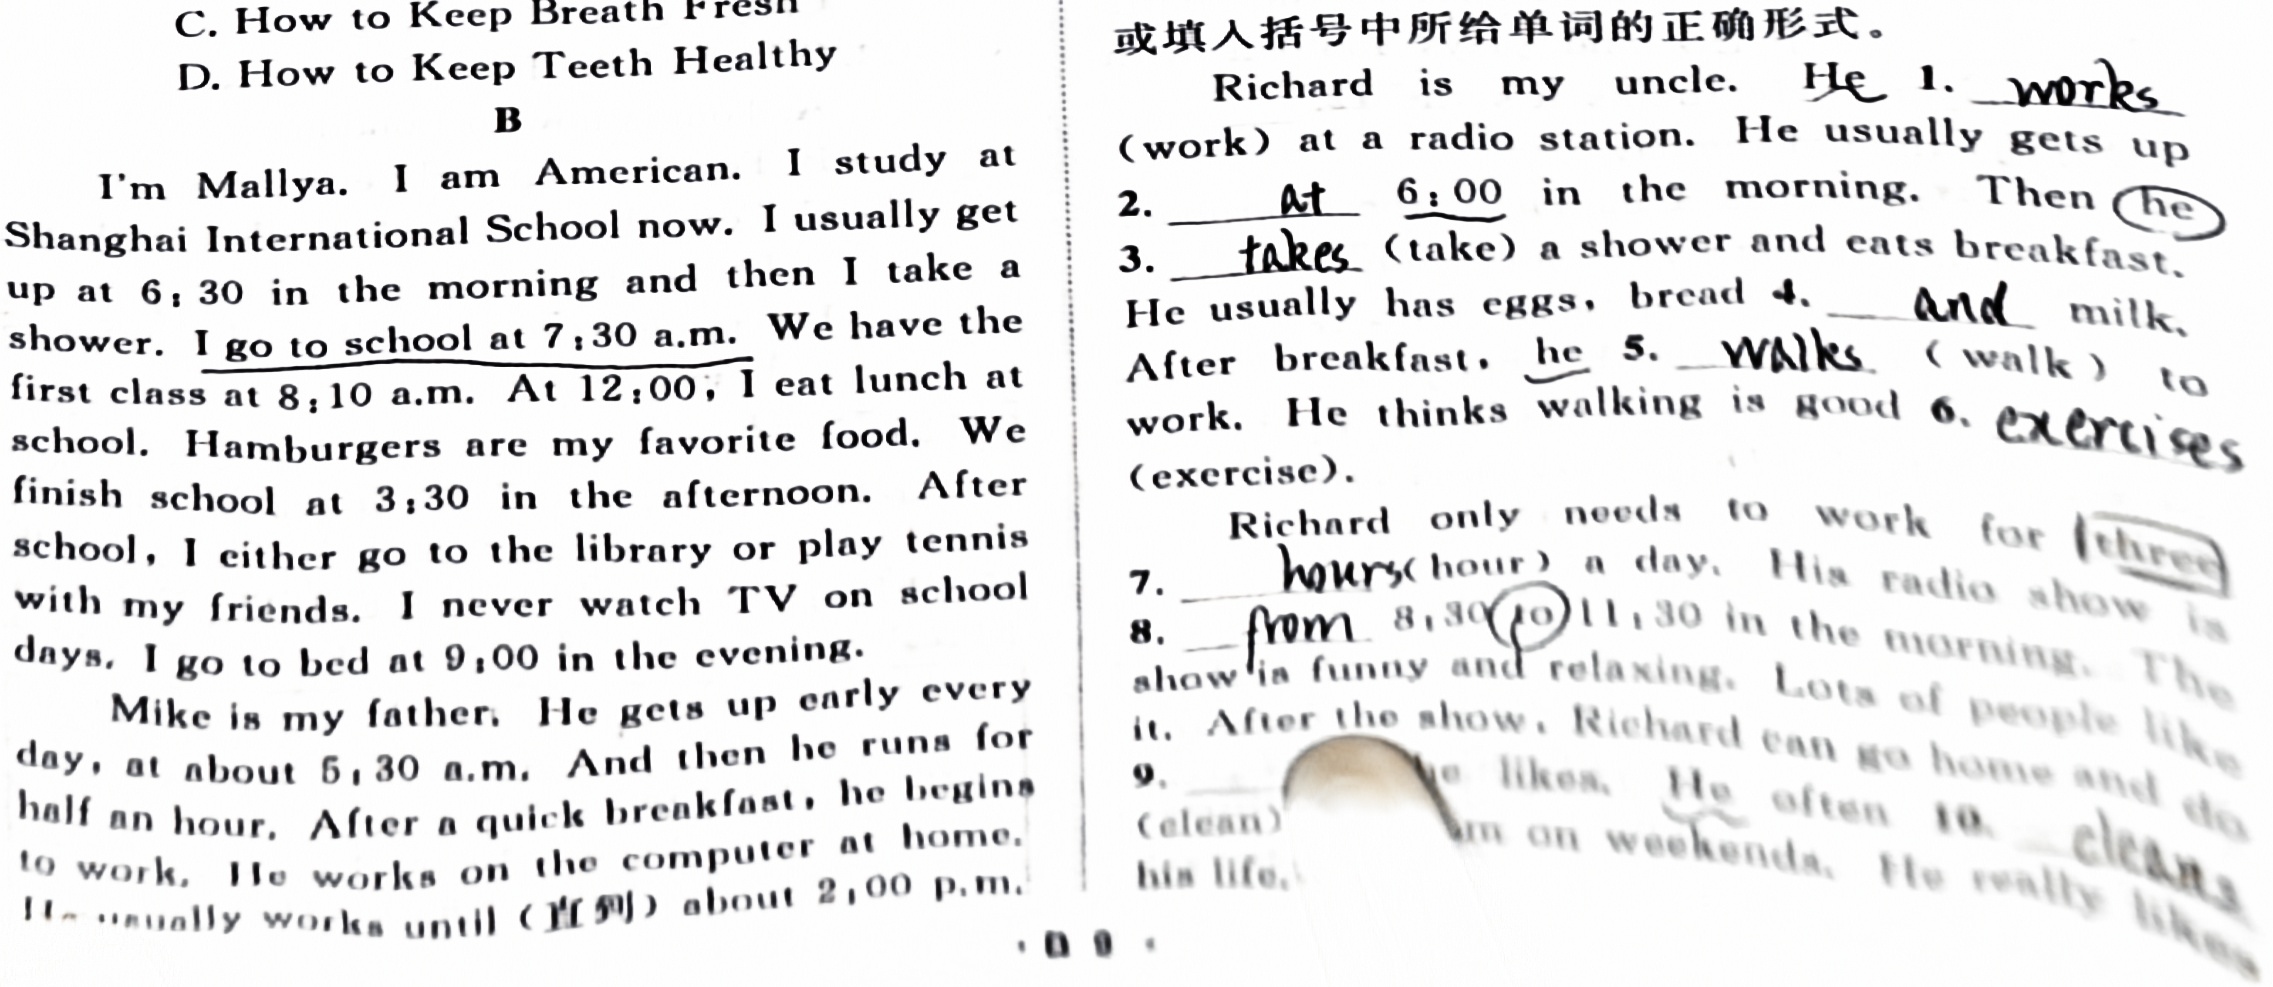 C. How to Keep Breath Fresh
D. How to Keep Teeth Healthy
B
I'm Mallya. I am American. I study at
Shanghai International School now. I usually get
up at 6:30 in the morning and then I take a
shower. I go to school at 7:30 a.m. We have the
first class at 8:10 a.m. At 12:00, I eat lunch at
school. Hamburgers are my favorite food. We
finish school at 3:30 in the afternoon. After
school, I either go to the library or play tennis
with my friends. I never watch TV on school
days. I go to bed at 9:00 in the evening.
Mike is my father. He gets up early every
day, at about 5:30 a.m. And then he runs for
half an hour. After a quick breakfast, he begins
to work. He works on the computer at home.
usually works until (直到) about 2:00 p.m.
或填入括号中所给单词的正确形式。
Richard is my uncle. He 1. works
(work) at a radio station. He usually gets up
2. at 6:00 in the morning. Then he
3. takes (take) a shower and eats breakfast.
He usually has eggs, bread 4. and milk.
After breakfast, he 5. walks (walk) to
work. He thinks walking is good 6. exercises
(exercise).
Richard only needs to work for three
7. hours (hour) a day. His radio show is
8. from 8:30 to 11:30 in the morning. The
show is funny and relaxing. Lots of people like
it. After the show, Richard can go home and do
9. likes. He often 10. cleans
(clean) on weekends. He really likes
his life.